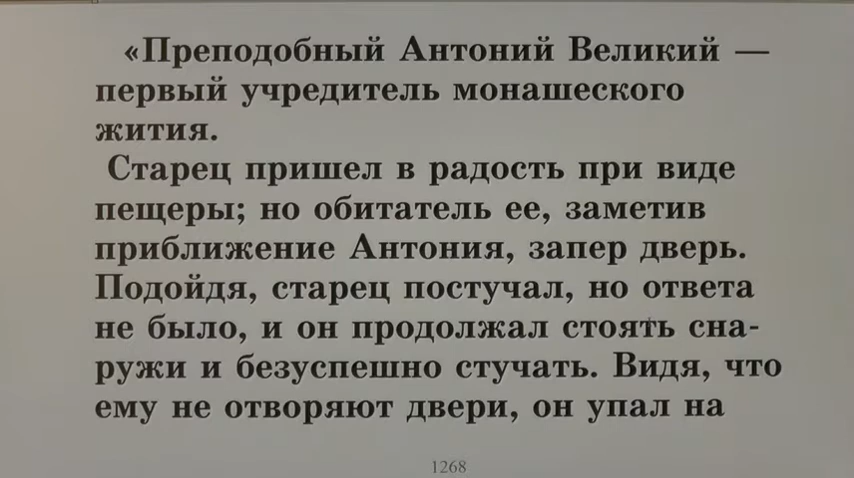 «Преподобный Антоний Великий —
первый учредитель монашеского
жития.
Старец пришел в радость при виде
пещеры; но обитатель ее, заметив
приближение Антония, запер дверь.
Подойдя, старец постучал, но ответа
не было, и он продолжал стоять сна-
ружи и безуспешно стучать. Видя, что
ему не отворяют двери, он упал на
1268